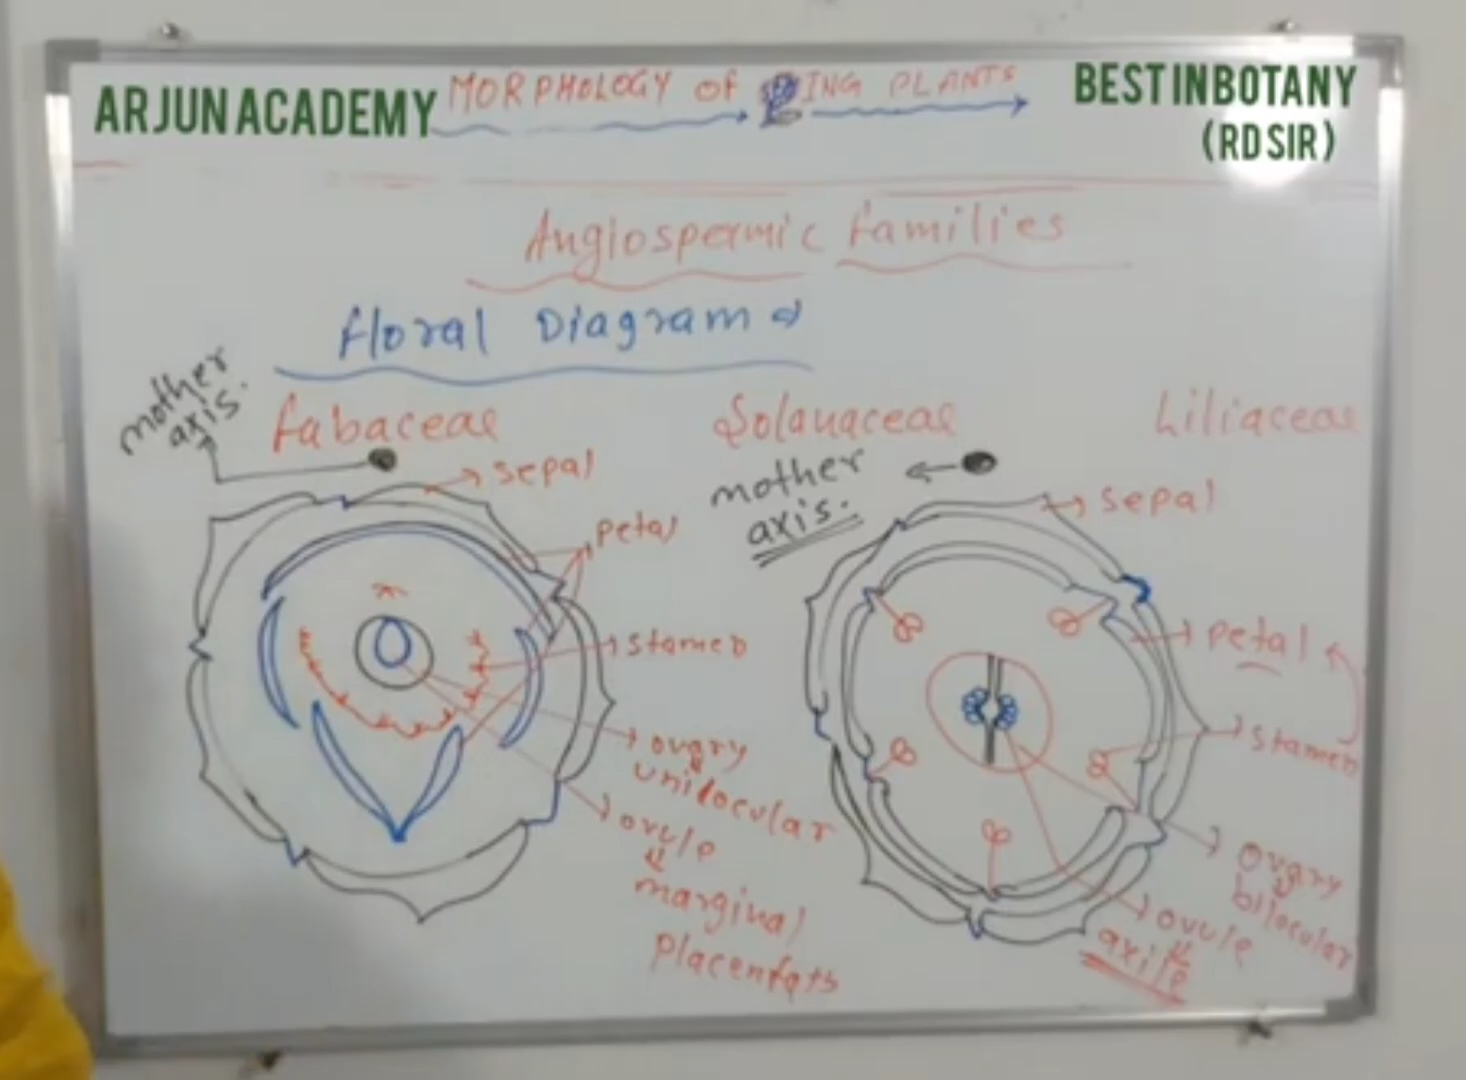 ARJUN ACADEMY
MORPHOLOGY OF
ING PLANTS
BEST IN BOTANY
(RD SIR)
Angiospermic families
floral Diagram
mother
axis.
fabaceae
Solanaceae
Liliaceae
sepal
petal
stamen
ovary
unilocular
ovule
marginal
placentats
mother
axis.
sepal
petal
stamen
ovary
bilocular
ovule
axile